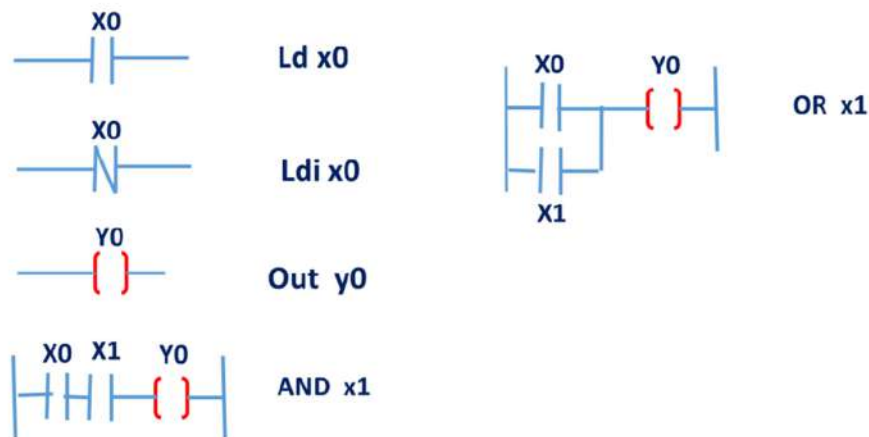 X0
Ld x0
X0
Ldi x0
Y0
Out y0
X0 X1 Y0
AND x1
X0 Y0
OR x1
X1